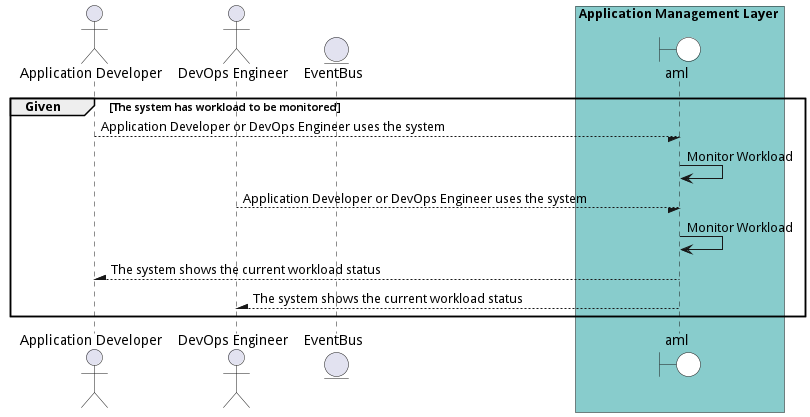 Application Management Layer
Application Developer
DevOps Engineer
EventBus
aml
Given
[The system has workload to be monitored]
Application Developer or DevOps Engineer uses the system
Monitor Workload
Application Developer or DevOps Engineer uses the system
Monitor Workload
The system shows the current workload status
The system shows the current workload status
Application Developer
DevOps Engineer
EventBus
aml